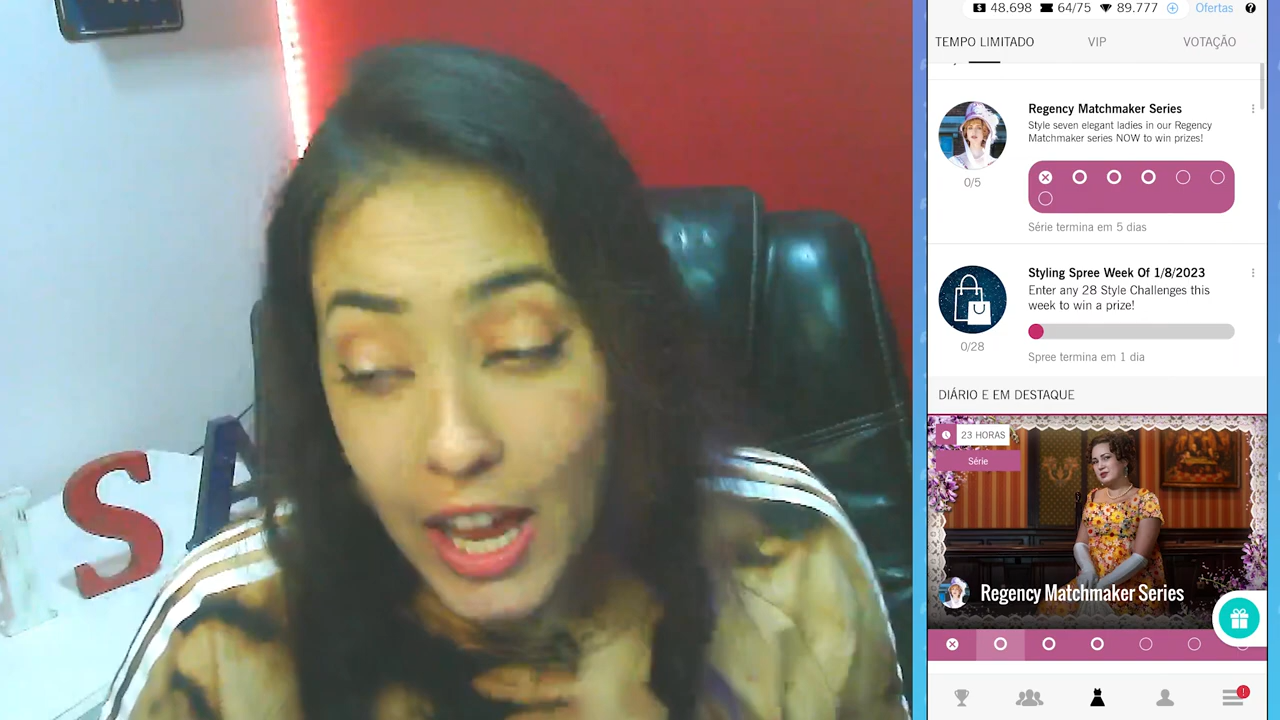 S
48.698 64/75 89.777 Ofertas ?
TEMPO LIMITADO VIP VOTAÇÃO
Regency Matchmaker Series
Style seven elegant ladies in our Regency
Matchmaker series NOW to win prizes!
0/5
Série termina em 5 dias
Styling Spree Week Of 1/8/2023
Enter any 28 Style Challenges this
week to win a prize!
0/28
Spree termina em 1 dia
DIÁRIO E EM DESTAQUE
23 HORAS
Série
Regency Matchmaker Series
!